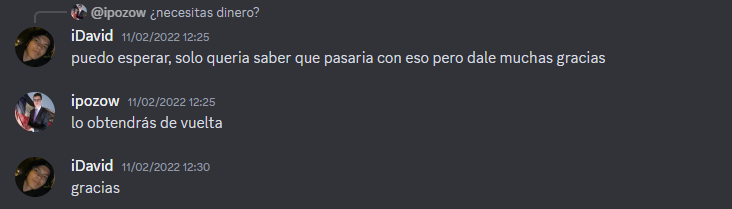 @ipozow ¿necesitas dinero?
iDavid 11/02/2022 12:25
puedo esperar, solo queria saber que pasaria con eso pero dale muchas gracias
ipozow 11/02/2022 12:25
lo obtendrás de vuelta
iDavid 11/02/2022 12:30
gracias